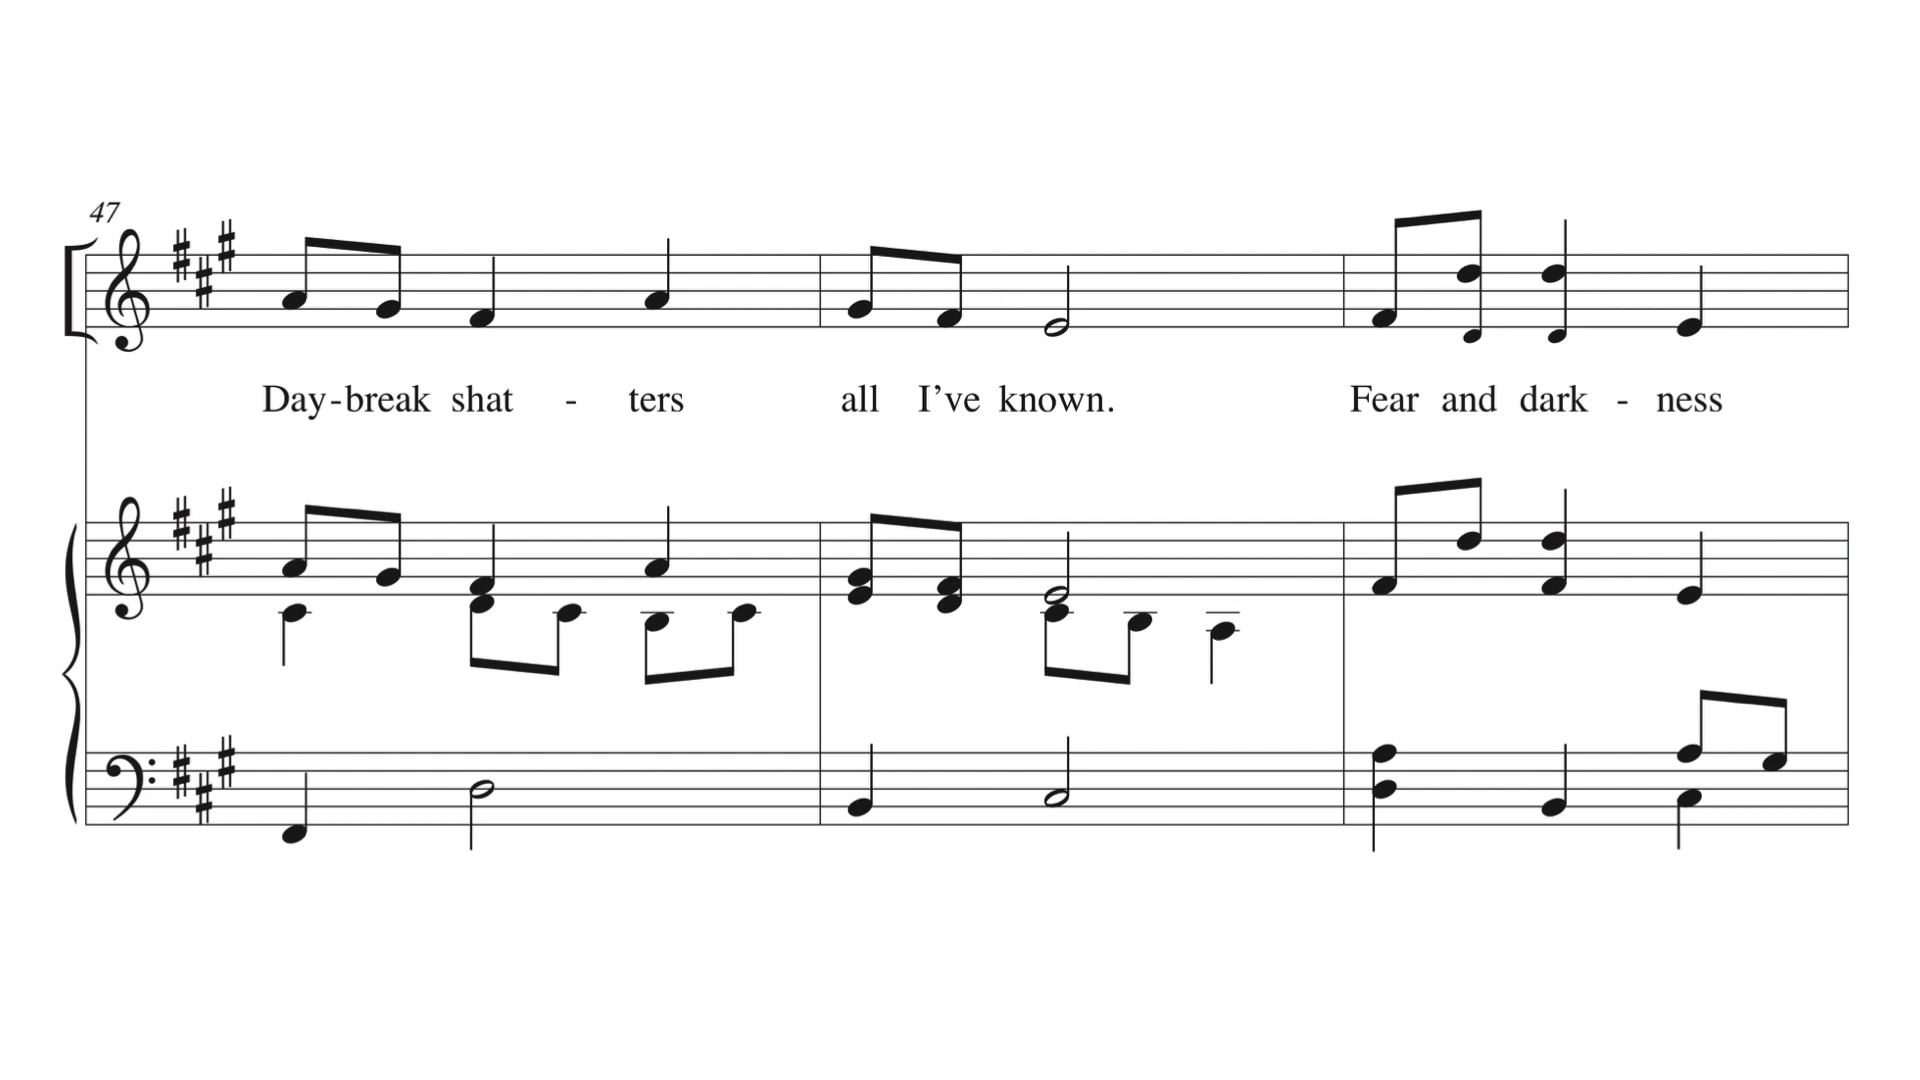 47
Day-break shat - ters all I’ve known. Fear and dark - ness